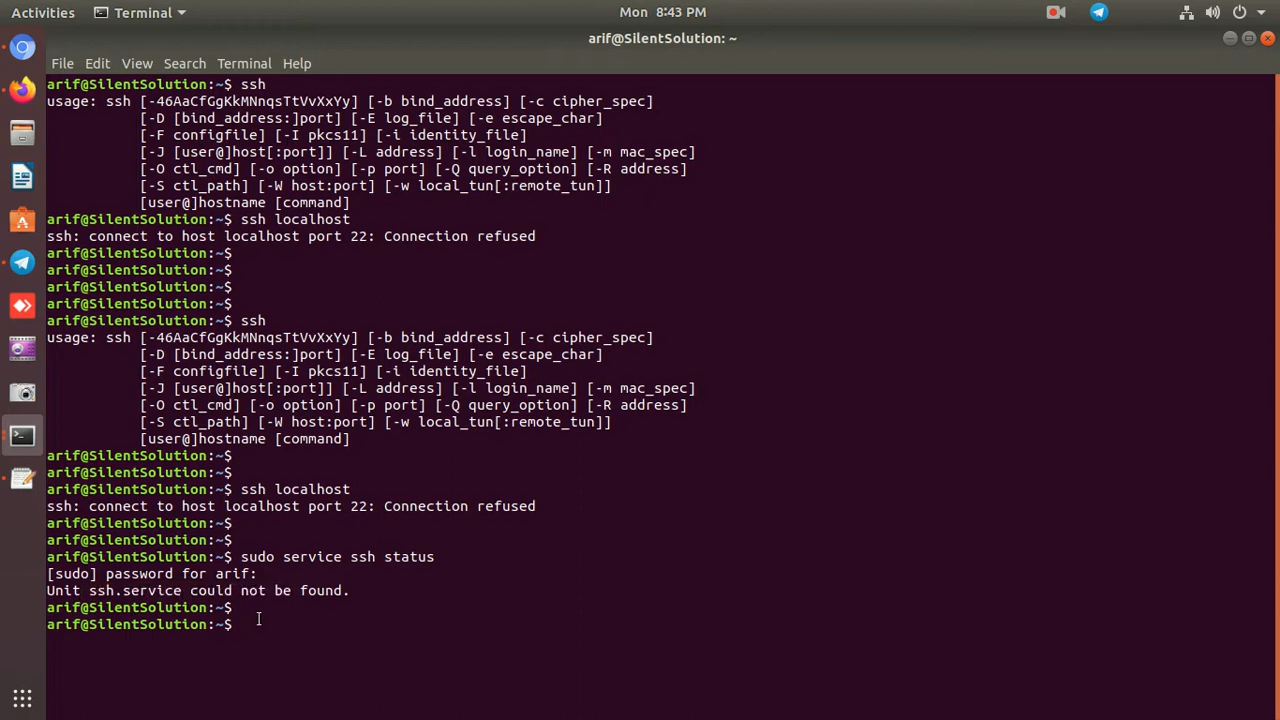 Activities
Terminal
Mon 8:43 PM
arif@SilentSolution: ~
File Edit View Search Terminal Help
arif@SilentSolution:~$ ssh
usage: ssh [-46AaCfGgKkMNnqsTtVvXxYy] [-b bind_address] [-c cipher_spec]
           [-D [bind_address:]port] [-E log_file] [-e escape_char]
           [-F configfile] [-I pkcs11] [-i identity_file]
           [-J [user@]host[:port]] [-L address] [-l login_name] [-m mac_spec]
           [-O ctl_cmd] [-o option] [-p port] [-Q query_option] [-R address]
           [-S ctl_path] [-W host:port] [-w local_tun[:remote_tun]]
           [user@]hostname [command]
arif@SilentSolution:~$ ssh localhost
ssh: connect to host localhost port 22: Connection refused
arif@SilentSolution:~$
arif@SilentSolution:~$
arif@SilentSolution:~$
arif@SilentSolution:~$
arif@SilentSolution:~$ ssh
usage: ssh [-46AaCfGgKkMNnqsTtVvXxYy] [-b bind_address] [-c cipher_spec]
           [-D [bind_address:]port] [-E log_file] [-e escape_char]
           [-F configfile] [-I pkcs11] [-i identity_file]
           [-J [user@]host[:port]] [-L address] [-l login_name] [-m mac_spec]
           [-O ctl_cmd] [-o option] [-p port] [-Q query_option] [-R address]
           [-S ctl_path] [-W host:port] [-w local_tun[:remote_tun]]
           [user@]hostname [command]
arif@SilentSolution:~$
arif@SilentSolution:~$
arif@SilentSolution:~$ ssh localhost
ssh: connect to host localhost port 22: Connection refused
arif@SilentSolution:~$
arif@SilentSolution:~$
arif@SilentSolution:~$ sudo service ssh status
[sudo] password for arif:
Unit ssh.service could not be found.
arif@SilentSolution:~$
arif@SilentSolution:~$